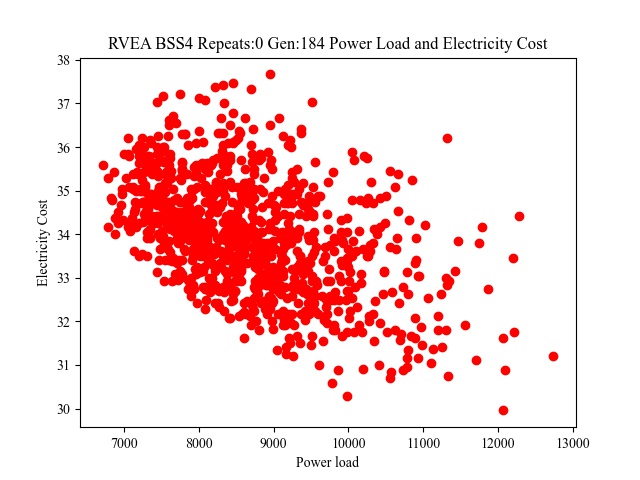 RVEA BSS4 Repeats:0 Gen:184 Power Load and Electricity Cost
38
37
36
35
34
33
32
31
30
Electricity Cost
7000 8000 9000 10000 11000 12000 13000
Power load